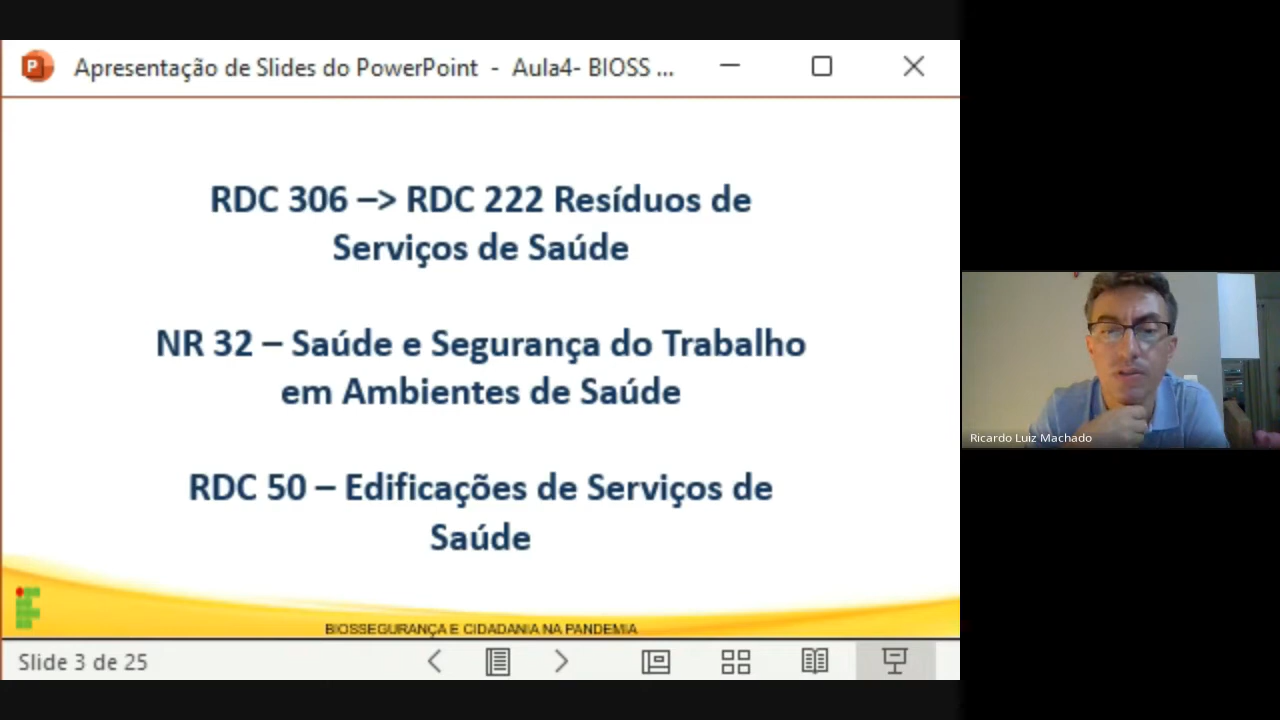 Apresentação de Slides do PowerPoint - Aula4- BIOSS ...
RDC 306 –> RDC 222 Resíduos de
Serviços de Saúde
NR 32 – Saúde e Segurança do Trabalho
em Ambientes de Saúde
RDC 50 – Edificações de Serviços de
Saúde
BIOSSEGURANÇA E CIDADANIA NA PANDEMIA
Slide 3 de 25
Ricardo Luiz Machado